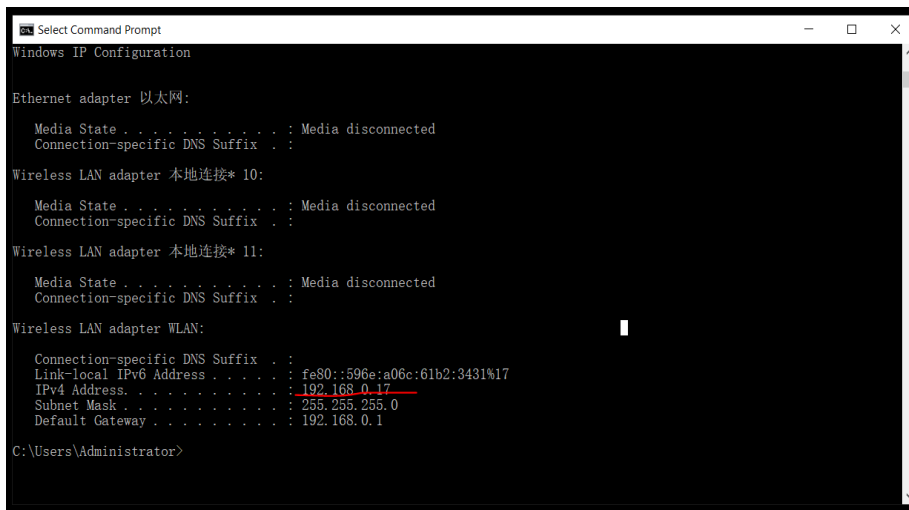 Select Command Prompt
Windows IP Configuration
Ethernet adapter 以太网:
Media State . . . . . . . . . . . : Media disconnected
Connection-specific DNS Suffix . :
Wireless LAN adapter 本地连接* 10:
Media State . . . . . . . . . . . : Media disconnected
Connection-specific DNS Suffix . :
Wireless LAN adapter 本地连接* 11:
Media State . . . . . . . . . . . : Media disconnected
Connection-specific DNS Suffix . :
Wireless LAN adapter WLAN:
Connection-specific DNS Suffix . :
Link-local IPv6 Address . . . . . : fe80::596e:a06c:61b2:3431%17
IPv4 Address. . . . . . . . . . . : 192.168.0.17
Subnet Mask . . . . . . . . . . . : 255.255.255.0
Default Gateway . . . . . . . . . : 192.168.0.1
C:\Users\Administrator>